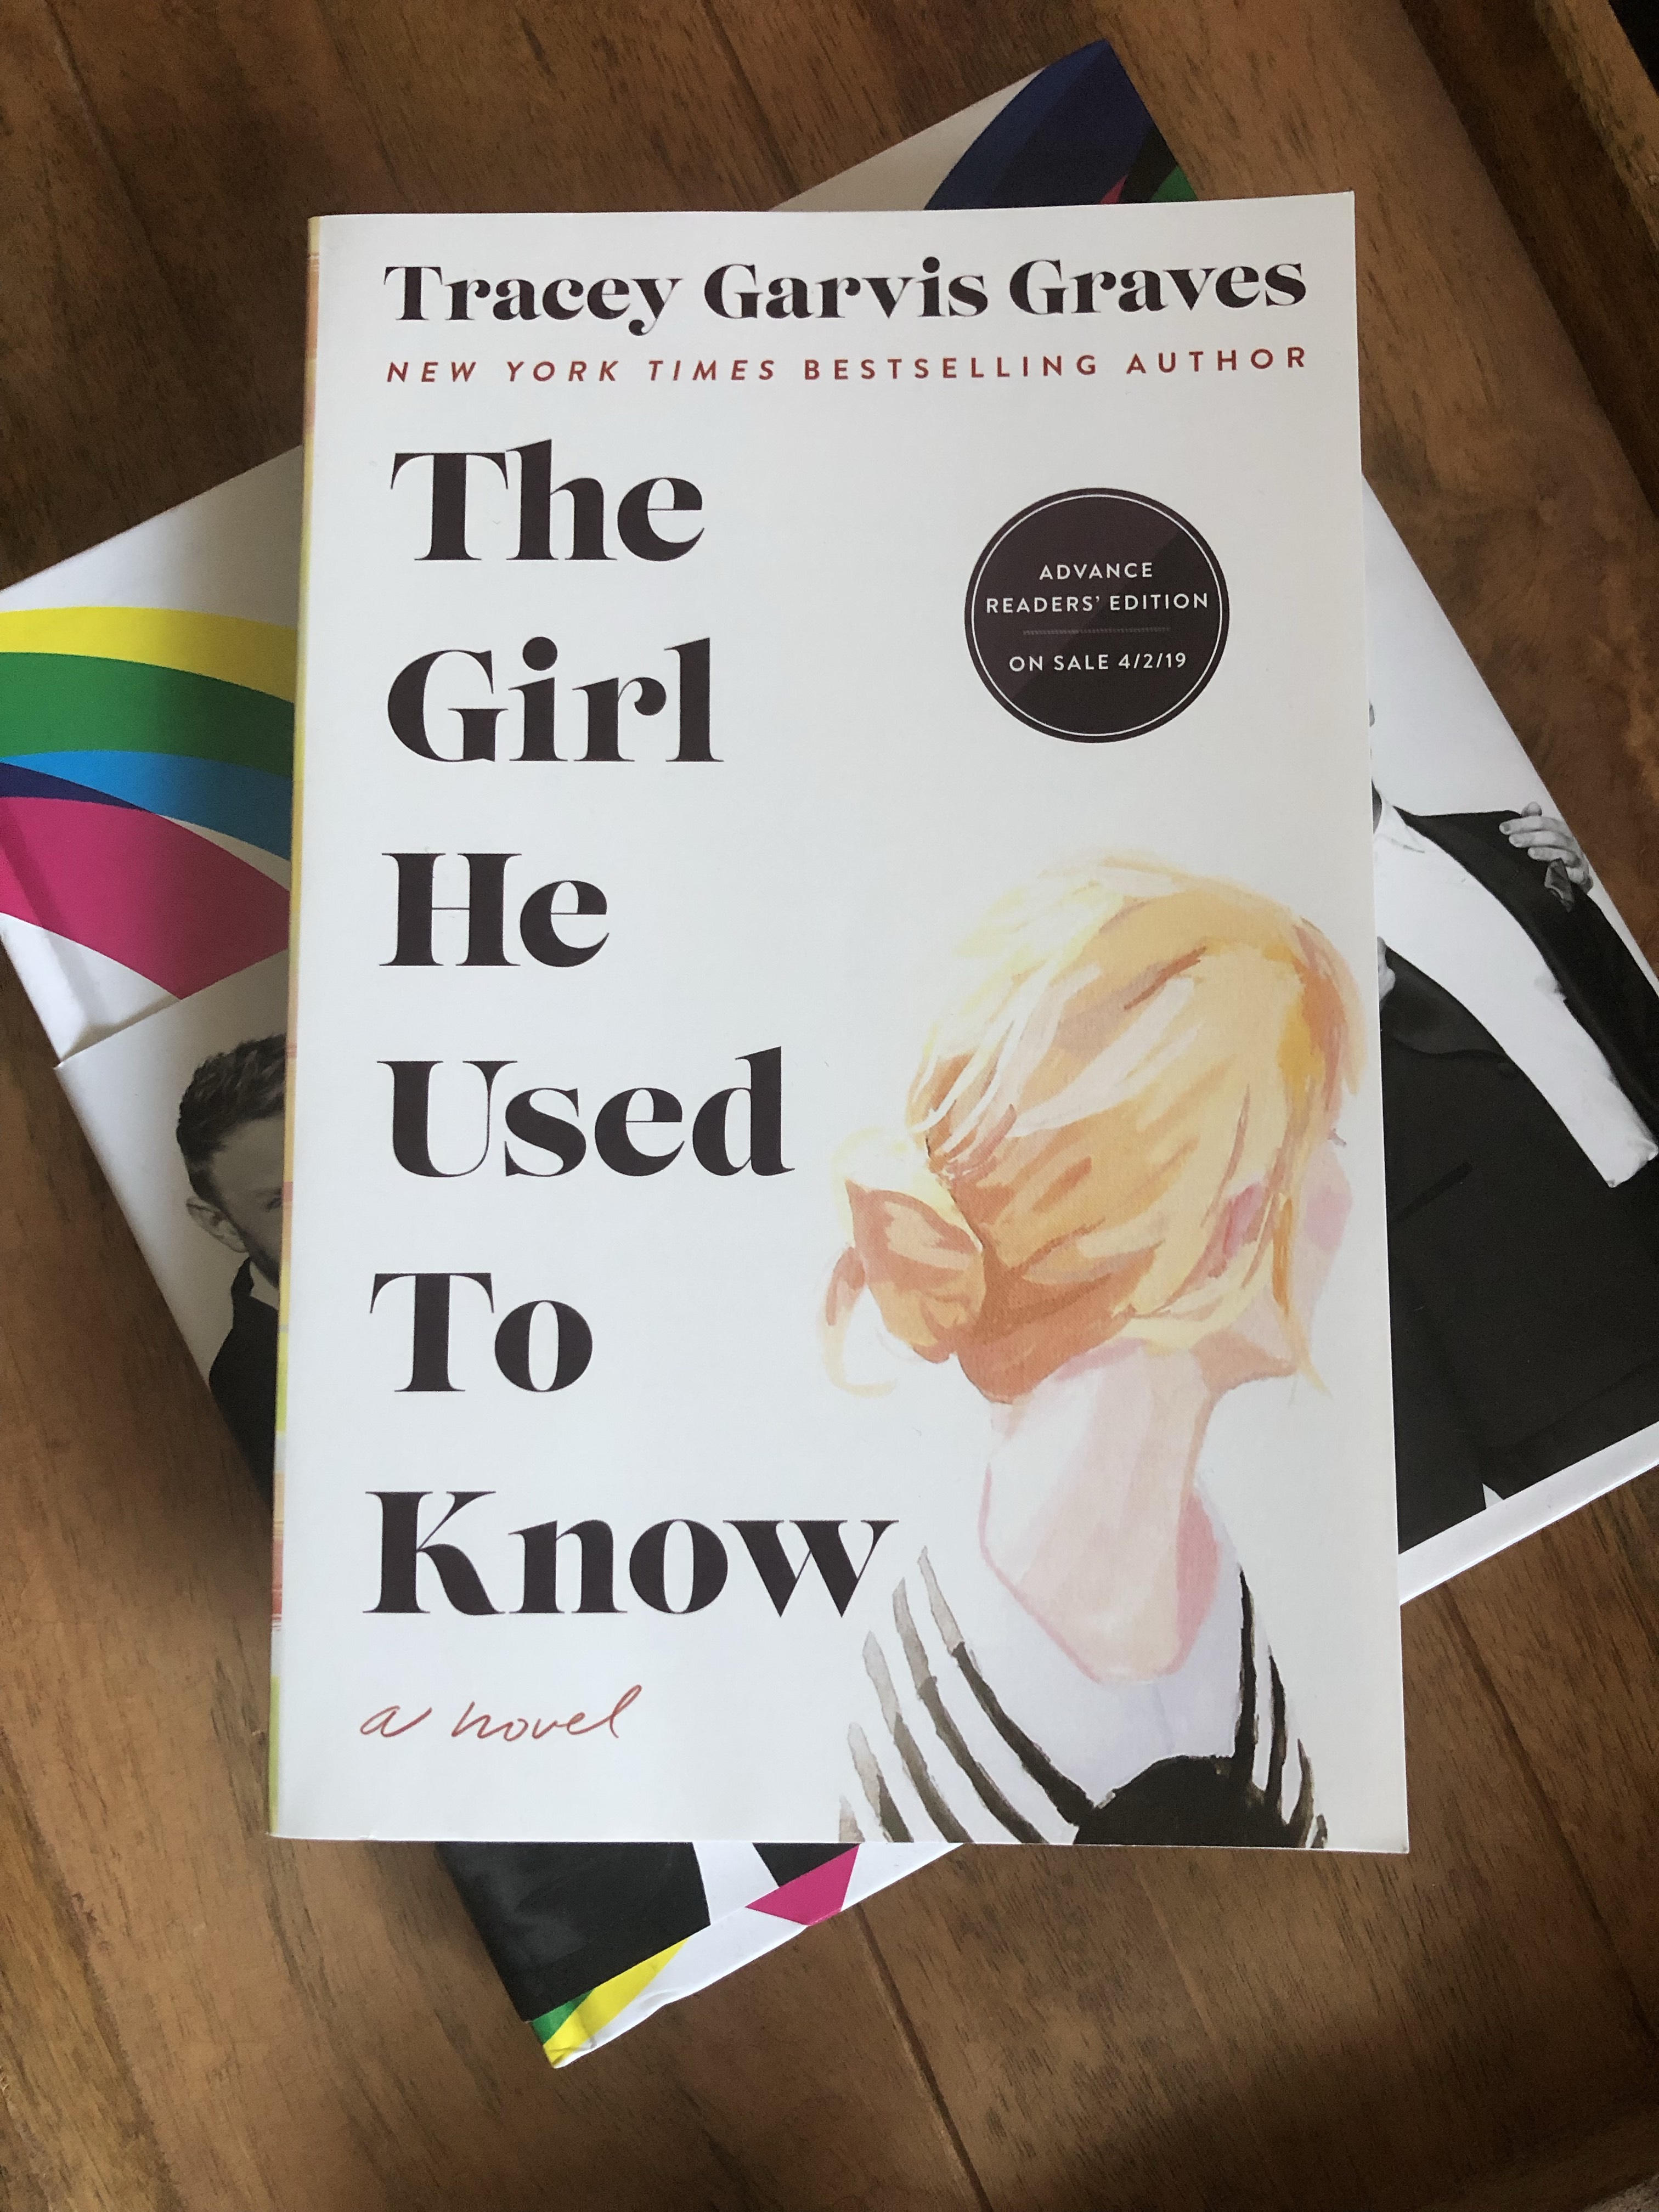 Tracey Garvis Graves
NEW YORK TIMES BESTSELLING AUTHOR
The
Girl
He
Used
To
Know
a novel
ADVANCE
READERS' EDITION
ON SALE 4/2/19